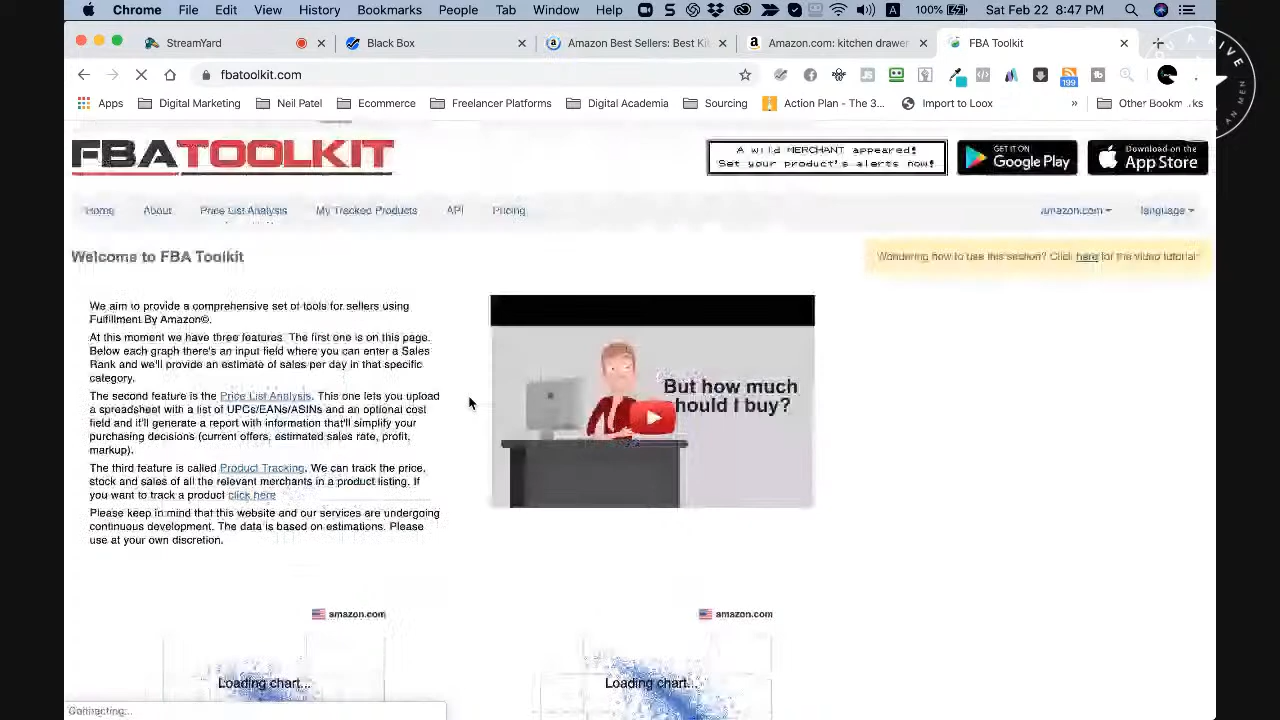 Chrome File Edit View History Bookmarks People Tab Window Help 100% Sat Feb 22 8:47 PM
StreamYard
Black Box
Amazon Best Sellers: Best Kit
Amazon.com: kitchen drawer
FBA Toolkit
fbatoolkit.com
199
Apps Digital Marketing Neil Patel Ecommerce Freelancer Platforms Digital Academia Sourcing Action Plan - The 3... Import to Loox » Other Bookmarks
FBATOOLKIT
A wild MERCHANT appeared!
Set your product's alerts now!
GET IT ON
Google Play
Download on the
App Store
Home About Price List Analysis My Tracked Products API Pricing amazon.com language
Welcome to FBA Toolkit
Wondering how to use this section? Click here for the video tutorial
We aim to provide a comprehensive set of tools for sellers using
Fulfillment By Amazon©.
At this moment we have three features. The first one is on this page.
Below each graph there's an input field where you can enter a Sales
Rank and we'll provide an estimate of sales per day in that specific
category.
The second feature is the Price List Analysis. This one lets you upload
a spreadsheet with a list of UPCs/EANs/ASINs and an optional cost
field and it'll generate a report with information that'll simplify your
purchasing decisions (current offers, estimated sales rate, profit,
markup).
The third feature is called Product Tracking. We can track the price,
stock and sales of all the relevant merchants in a product listing. If
you want to track a product click here
Please keep in mind that this website and our services are undergoing
continuous development. The data is based on estimations. Please
use at your own discretion.
But how much
should I buy?
amazon.com
amazon.com
Loading chart...
Loading chart...
Connecting...